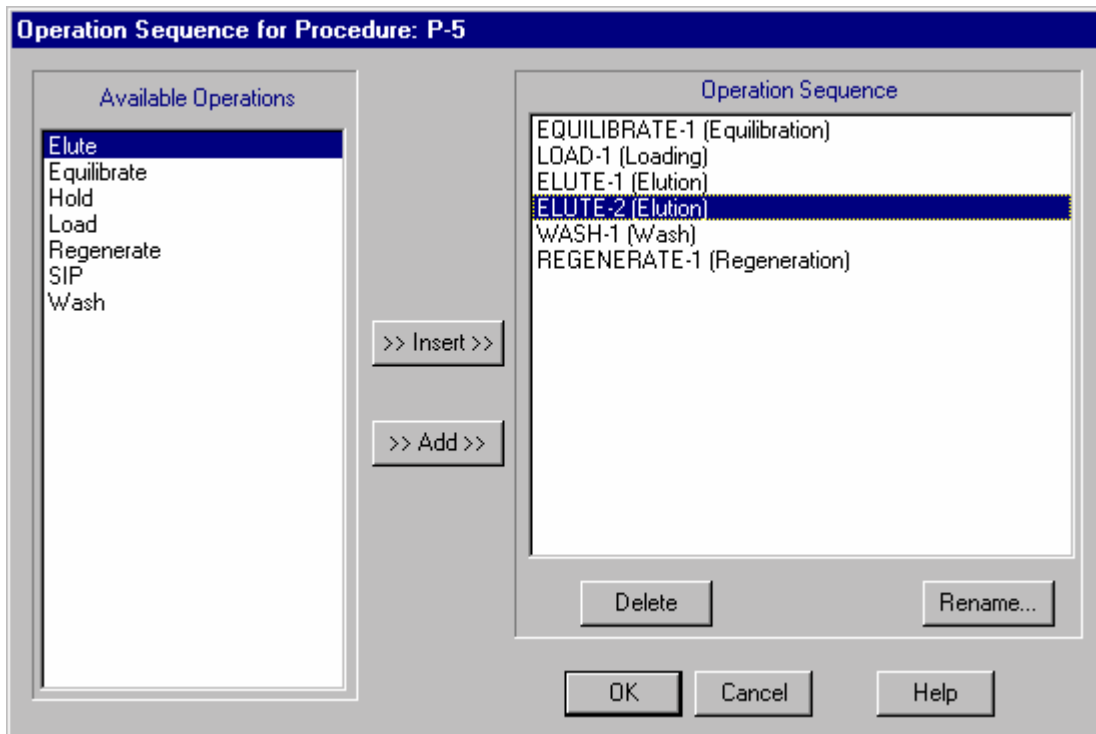 Operation Sequence for Procedure: P-5
Available Operations
Elute
Equilibrate
Hold
Load
Regenerate
SIP
Wash
>> Insert >>
>> Add >>
Operation Sequence
EQUILIBRATE-1 (Equilibration)
LOAD-1 (Loading)
ELUTE-1 (Elution)
ELUTE-2 (Elution)
WASH-1 (Wash)
REGENERATE-1 (Regeneration)
Delete
Rename...
OK
Cancel
Help